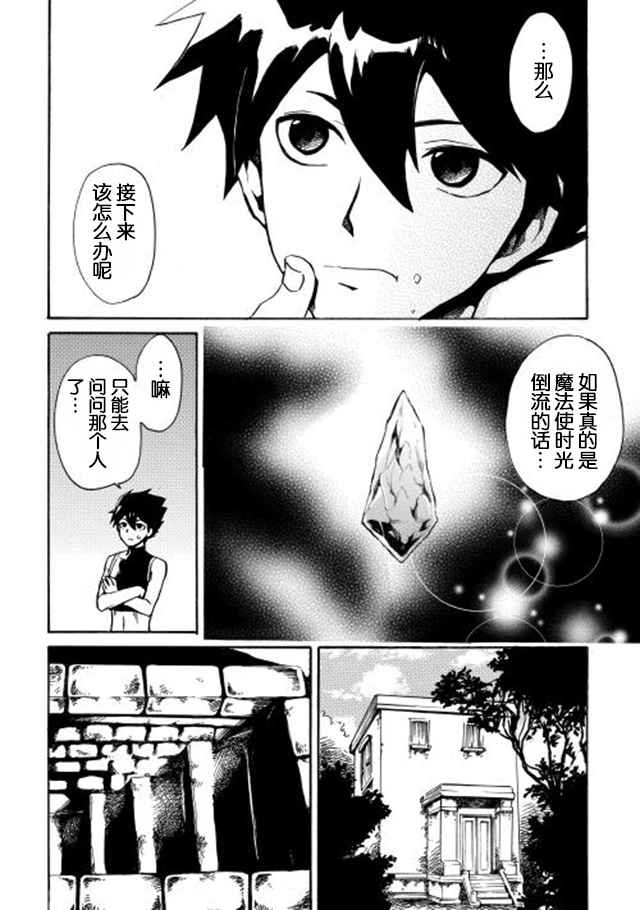 …那么
接下来
该怎么办呢
如果真的是
魔法使时光
倒流的话…
…嘛
只能去
问问那个人
了…